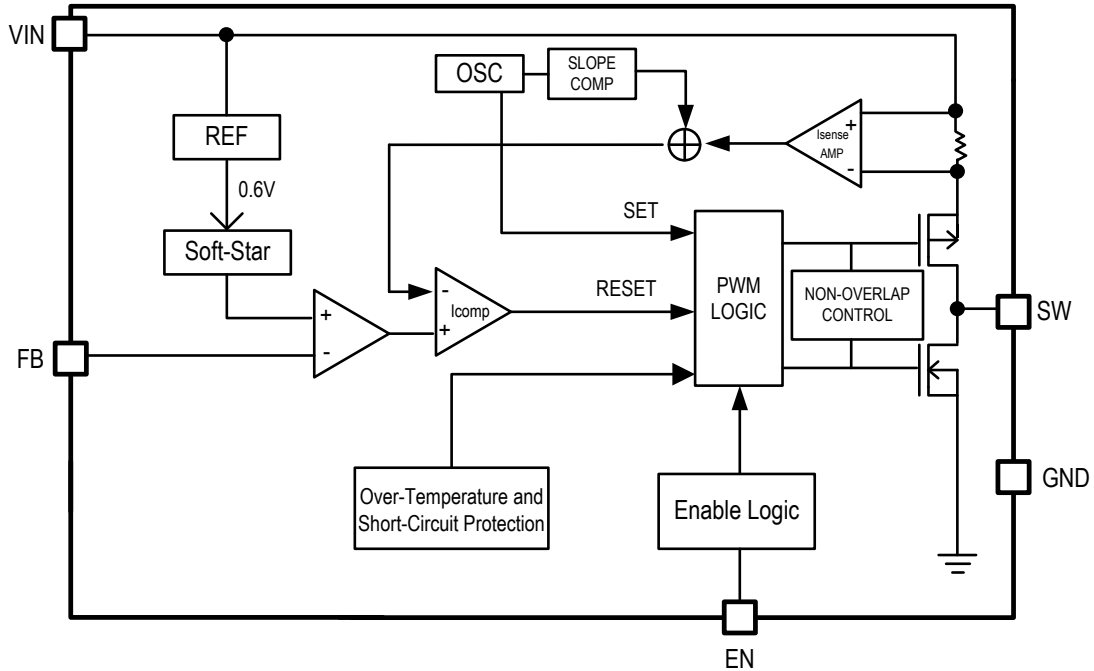 VIN
OSC
SLOPE
COMP
REF
+
Isense
AMP
-
0.6V
SET
Soft-Star
-
Icomp
+
RESET
PWM
LOGIC
NON-OVERLAP
CONTROL
SW
+
-
FB
Over-Temperature and
Short-Circuit Protection
Enable Logic
GND
EN